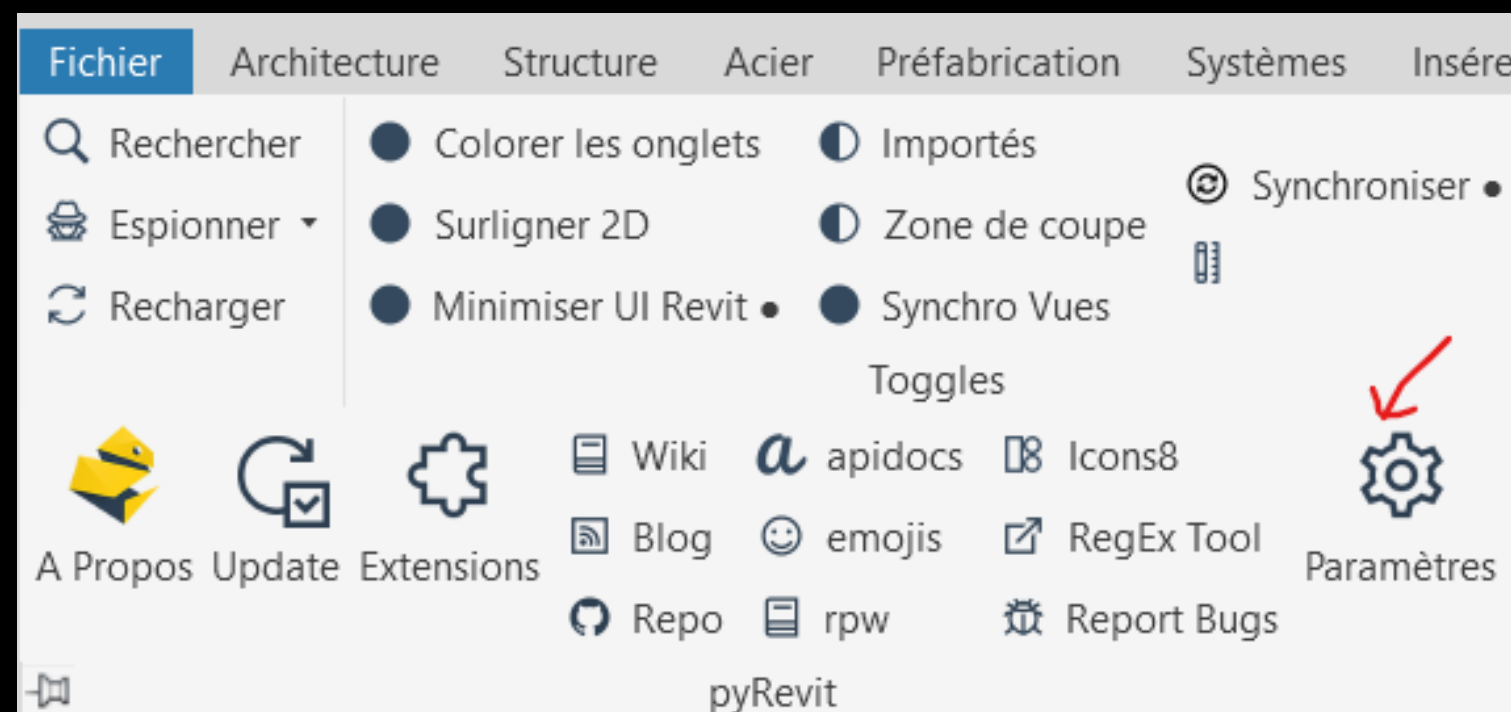 Fichier Architecture Structure Acier Préfabrication Systèmes Insére
Rechercher Colorer les onglets Importés
Synchroniser •
Espionner Surligner 2D Zone de coupe
Recharger Minimiser UI Revit • Synchro Vues
Toggles
Wiki apidocs Icons8
Blog emojis RegEx Tool
A Propos Update Extensions Paramètres
Repo rpw Report Bugs
pyRevit